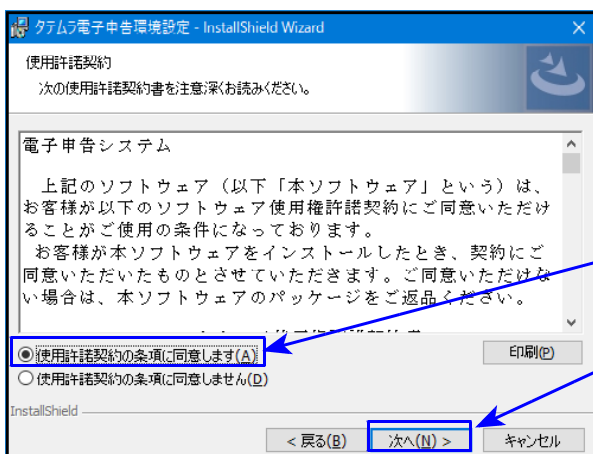 タテムラ電子申告環境設定 - InstallShield Wizard
使用許諾契約
次の使用許諾契約書を注意深くお読みください。
電子申告システム
上記のソフトウェア（以下「本ソフトウェア」という）は、
お客様が以下のソフトウェア使用権許諾契約にご同意いただけ
ることがご使用の条件になっております。
お客様が本ソフトウェアをインストールしたとき、契約にご
同意いただいたものとさせていただきます。ご同意いただけな
い場合は、本ソフトウェアのパッケージをご返品ください。
使用許諾契約の条項に同意します(A)
印刷(P)
使用許諾契約の条項に同意しません(D)
InstallShield
< 戻る(B)
次へ(N) >
キャンセル